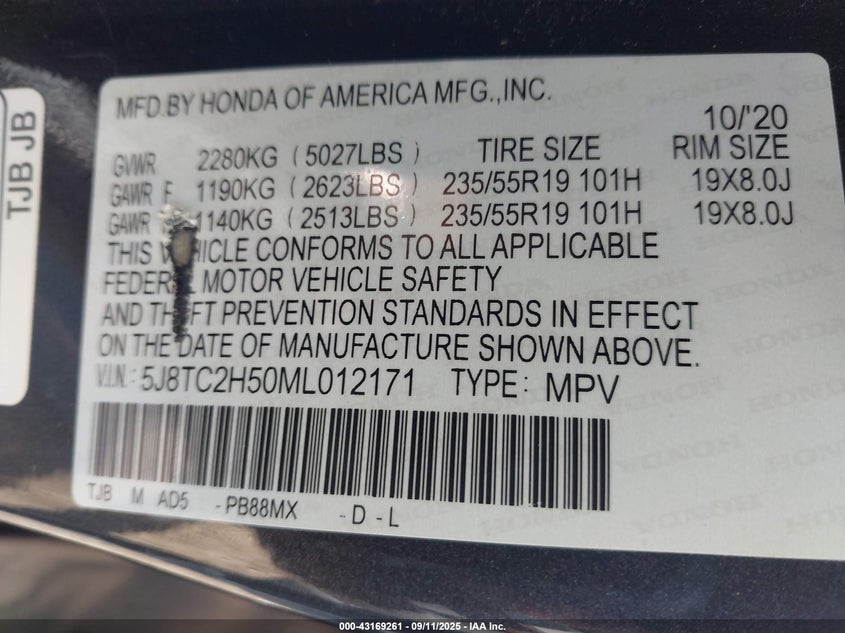 TJB JB
MFD.BY HONDA OF AMERICA MFG.,INC.
10/'20
GVWR 2280KG (5027LBS) TIRE SIZE RIM SIZE
GAWR F 1190KG (2623LBS) 235/55R19 101H 19X8.0J
GAWR 1140KG (2513LBS) 235/55R19 101H 19X8.0J
THIS VEHICLE CONFORMS TO ALL APPLICABLE
FEDERAL MOTOR VEHICLE SAFETY
AND THEFT PREVENTION STANDARDS IN EFFECT
ON THE DATE OF MANUFACTURE SHOWN ABOVE.
V.I.N.: 5J8TC2H50ML012171 TYPE: MPV
TJB M AD5 -PB88MX -D-L
000-43169261 - 09/11/2025 - IAA Inc.